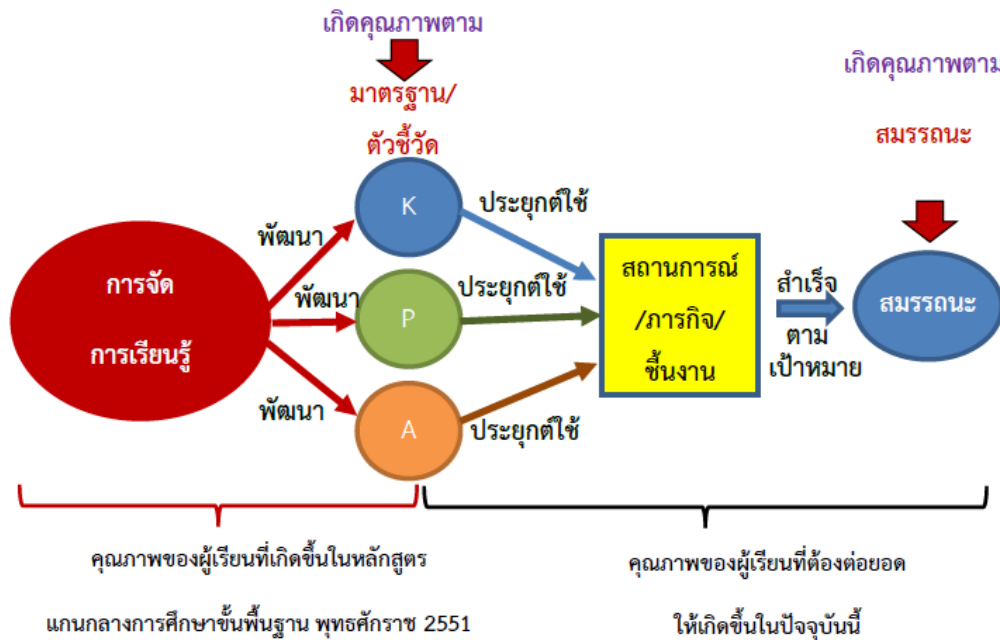 เกิดคุณภาพตาม
มาตรฐาน/
ตัวชี้วัด
เกิดคุณภาพตาม
สมรรถนะ
การจัด
การเรียนรู้
พัฒนา
พัฒนา
พัฒนา
K
P
A
ประยุกต์ใช้
ประยุกต์ใช้
ประยุกต์ใช้
สถานการณ์
/ภารกิจ/
ชิ้นงาน
สำเร็จ
ตาม
เป้าหมาย
สมรรถนะ
คุณภาพของผู้เรียนที่เกิดขึ้นในหลักสูตร
แกนกลางการศึกษาขั้นพื้นฐาน พุทธศักราช 2551
คุณภาพของผู้เรียนที่ต้องต่อยอด
ให้เกิดขึ้นในปัจจุบันนี้